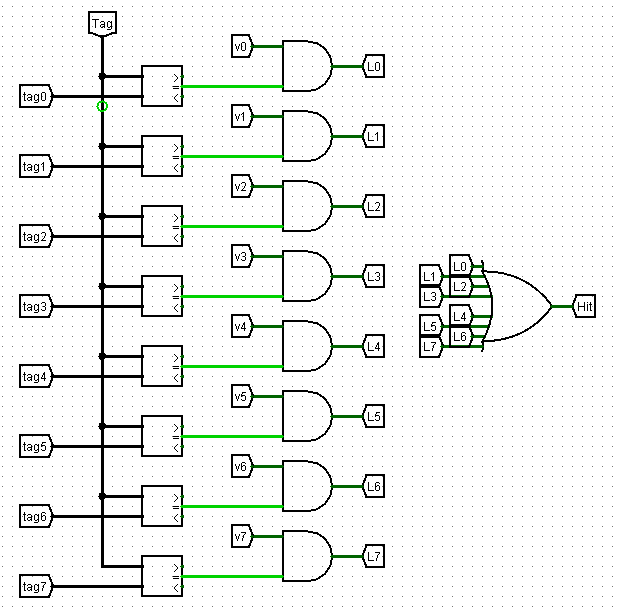 Tag
v0
L0
>
=
<
tag0
v1
L1
>
=
<
tag1
v2
L2
>
=
<
tag2
v3
L3
>
=
<
tag3
v4
L4
>
=
<
tag4
v5
L5
>
=
<
tag5
v6
L6
>
=
<
tag6
v7
L7
>
=
<
tag7
L0
L1
L2
L3
L4
L5
L6
L7
Hit